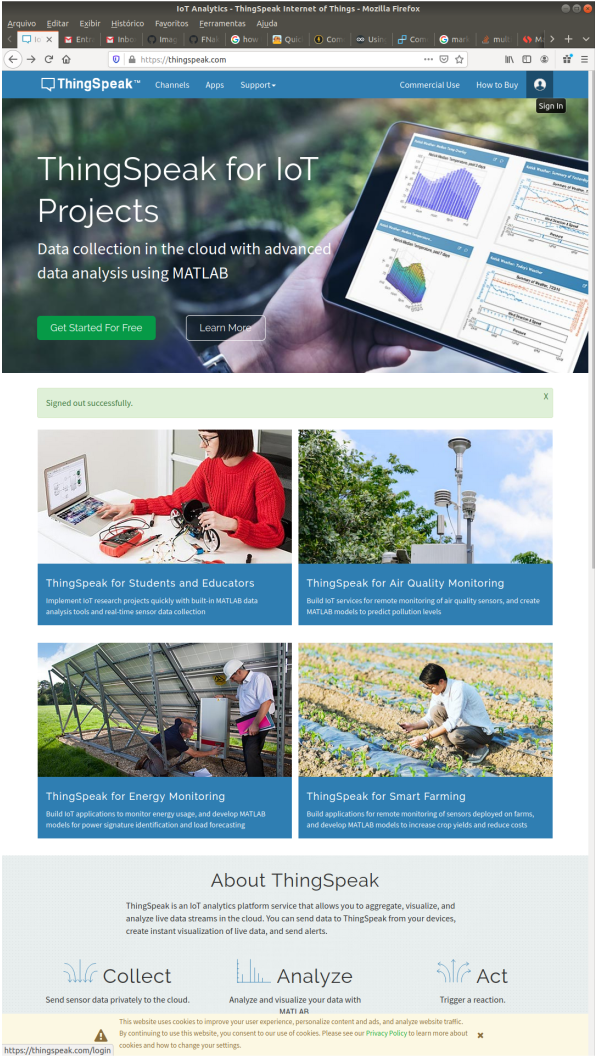 IoT Analytics - ThingSpeak Internet of Things - Mozilla Firefox
Arquivo Editar Exibir Histórico Favoritos Ferramentas Ajuda
Io Entra Inbo Imag FNal how Quic Com Using Com mark mult M
https://thingspeak.com
ThingSpeak™ Channels Apps Support Commercial Use How to Buy
Sign In
ThingSpeak for IoT
Projects
Data collection in the cloud with advanced
data analysis using MATLAB
Get Started For Free Learn More
Signed out successfully. X
ThingSpeak for Students and Educators
Implement IoT research projects quickly with built-in MATLAB data
analysis tools and real-time sensor data collection
ThingSpeak for Air Quality Monitoring
Build IoT services for remote monitoring of air quality sensors, and create
MATLAB models to predict pollution levels
ThingSpeak for Energy Monitoring
Build IoT applications to monitor energy usage, and develop MATLAB
models for power signature identification and load forecasting
ThingSpeak for Smart Farming
Build applications for remote monitoring of sensors deployed on farms,
and develop MATLAB models to increase crop yields and reduce costs
About ThingSpeak
ThingSpeak is an IoT analytics platform service that allows you to aggregate, visualize, and
analyze live data streams in the cloud. You can send data to ThingSpeak from your devices,
create instant visualization of live data, and send alerts.
Collect
Send sensor data privately to the cloud.
Analyze
Analyze and visualize your data with
MATLAB
Act
Trigger a reaction.
This website uses cookies to improve your user experience, personalize content and ads, and analyze website traffic.
By continuing to use this website, you consent to our use of cookies. Please see our Privacy Policy to learn more about
cookies and how to change your settings.
https://thingspeak.com/login